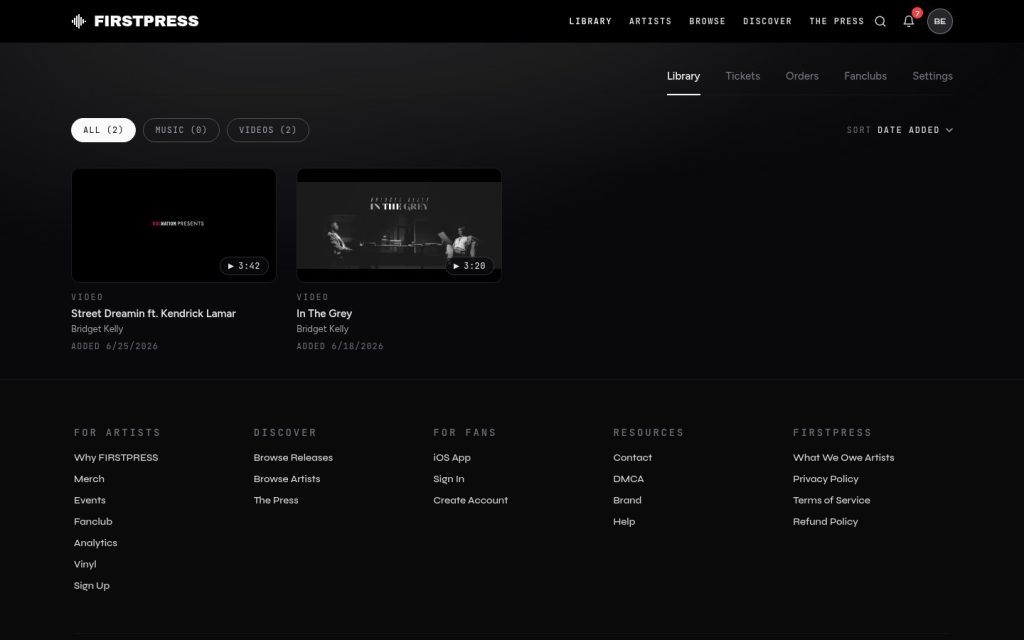 FIRSTPRESS
LIBRARY ARTISTS BROWSE DISCOVER THE PRESS 7 BE
Library Tickets Orders Fanclubs Settings
ALL (2) MUSIC (0) VIDEOS (2) SORT DATE ADDED
NATION PRESENTS
3:42
BRIDGET KELLY
IN THE GREY
3:20
VIDEO
Street Dreamin ft. Kendrick Lamar
Bridget Kelly
ADDED 6/25/2026
VIDEO
In The Grey
Bridget Kelly
ADDED 6/18/2026
FOR ARTISTS
Why FIRSTPRESS
Merch
Events
Fanclub
Analytics
Vinyl
Sign Up
DISCOVER
Browse Releases
Browse Artists
The Press
FOR FANS
iOS App
Sign In
Create Account
RESOURCES
Contact
DMCA
Brand
Help
FIRSTPRESS
What We Owe Artists
Privacy Policy
Terms of Service
Refund Policy